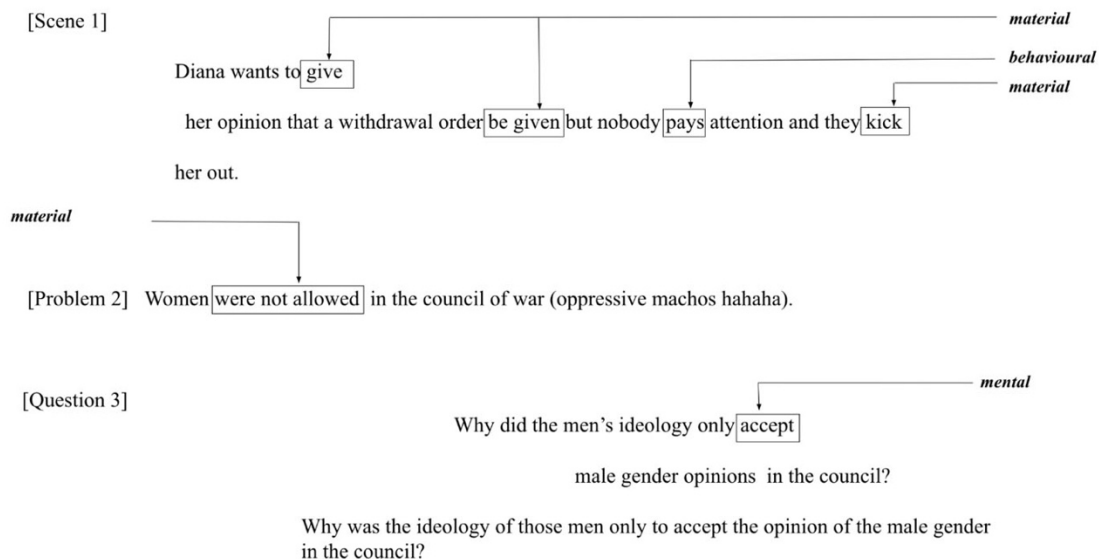 [Scene 1]
material
behavioural
Diana wants to give
material
her opinion that a withdrawal order be given but nobody pays attention and they kick
her out.
material
[Problem 2] Women were not allowed in the council of war (oppressive machos hahaha).
mental
[Question 3]
Why did the men’s ideology only accept
male gender opinions in the council?
Why was the ideology of those men only to accept the opinion of the male gender
in the council?